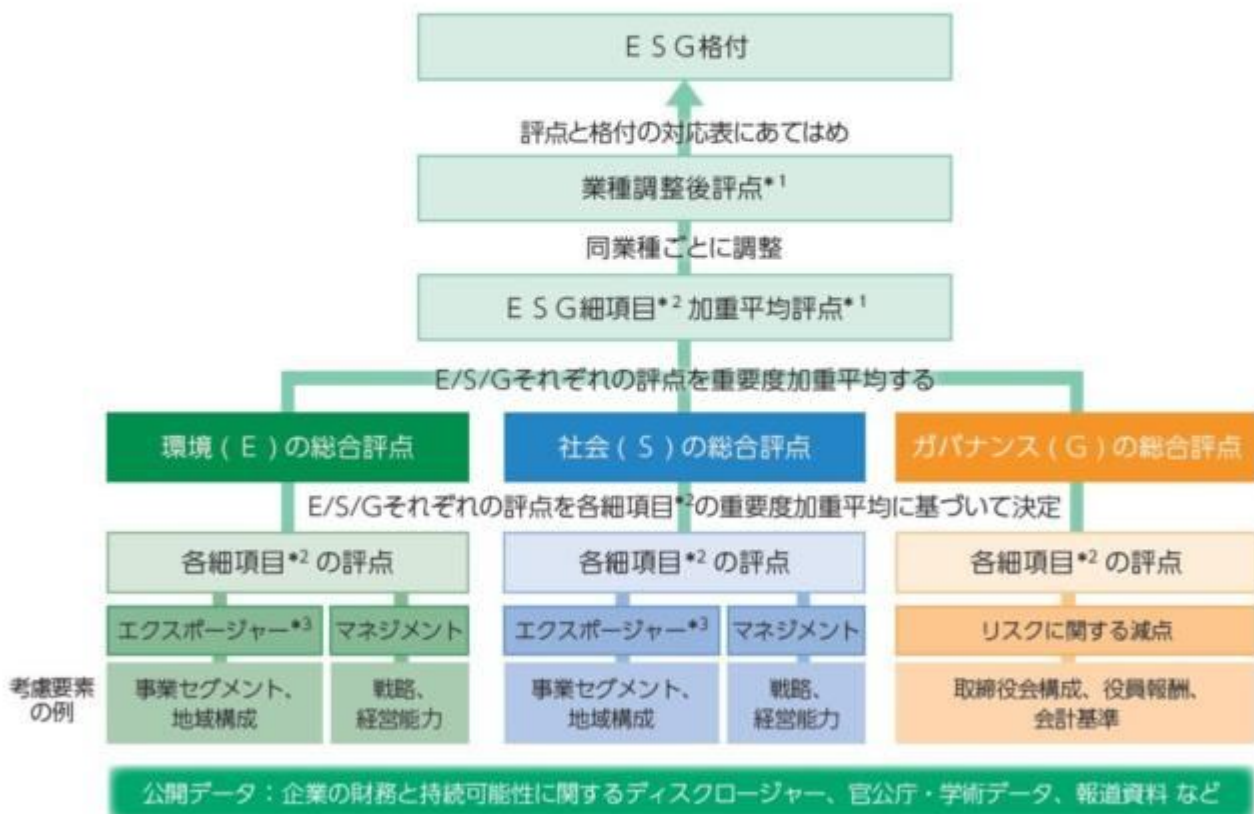 ESG格付
評点と格付の対応表にあてはめ
業種調整後評点*1
同業種ごとに調整
ESG細項目*2 加重平均評点*1
E/S/Gそれぞれの評点を重要度加重平均する
環境(E)の総合評点
社会(S)の総合評点
ガバナンス(G)の総合評点
E/S/Gそれぞれの評点を各細項目*2の重要度加重平均に基づいて決定
各細項目*2 の評点
各細項目*2 の評点
各細項目*2 の評点
エクスポージャー*3
マネジメント
エクスポージャー*3
マネジメント
リスクに関する減点
考慮要素
の例
事業セグメント、
地域構成
戦略、
経営能力
事業セグメント、
地域構成
戦略、
経営能力
取締役会構成、役員報酬、
会計基準
公開データ:企業の財務と持続可能性に関するディスクロージャー、官公庁・学術データ、報道資料 など